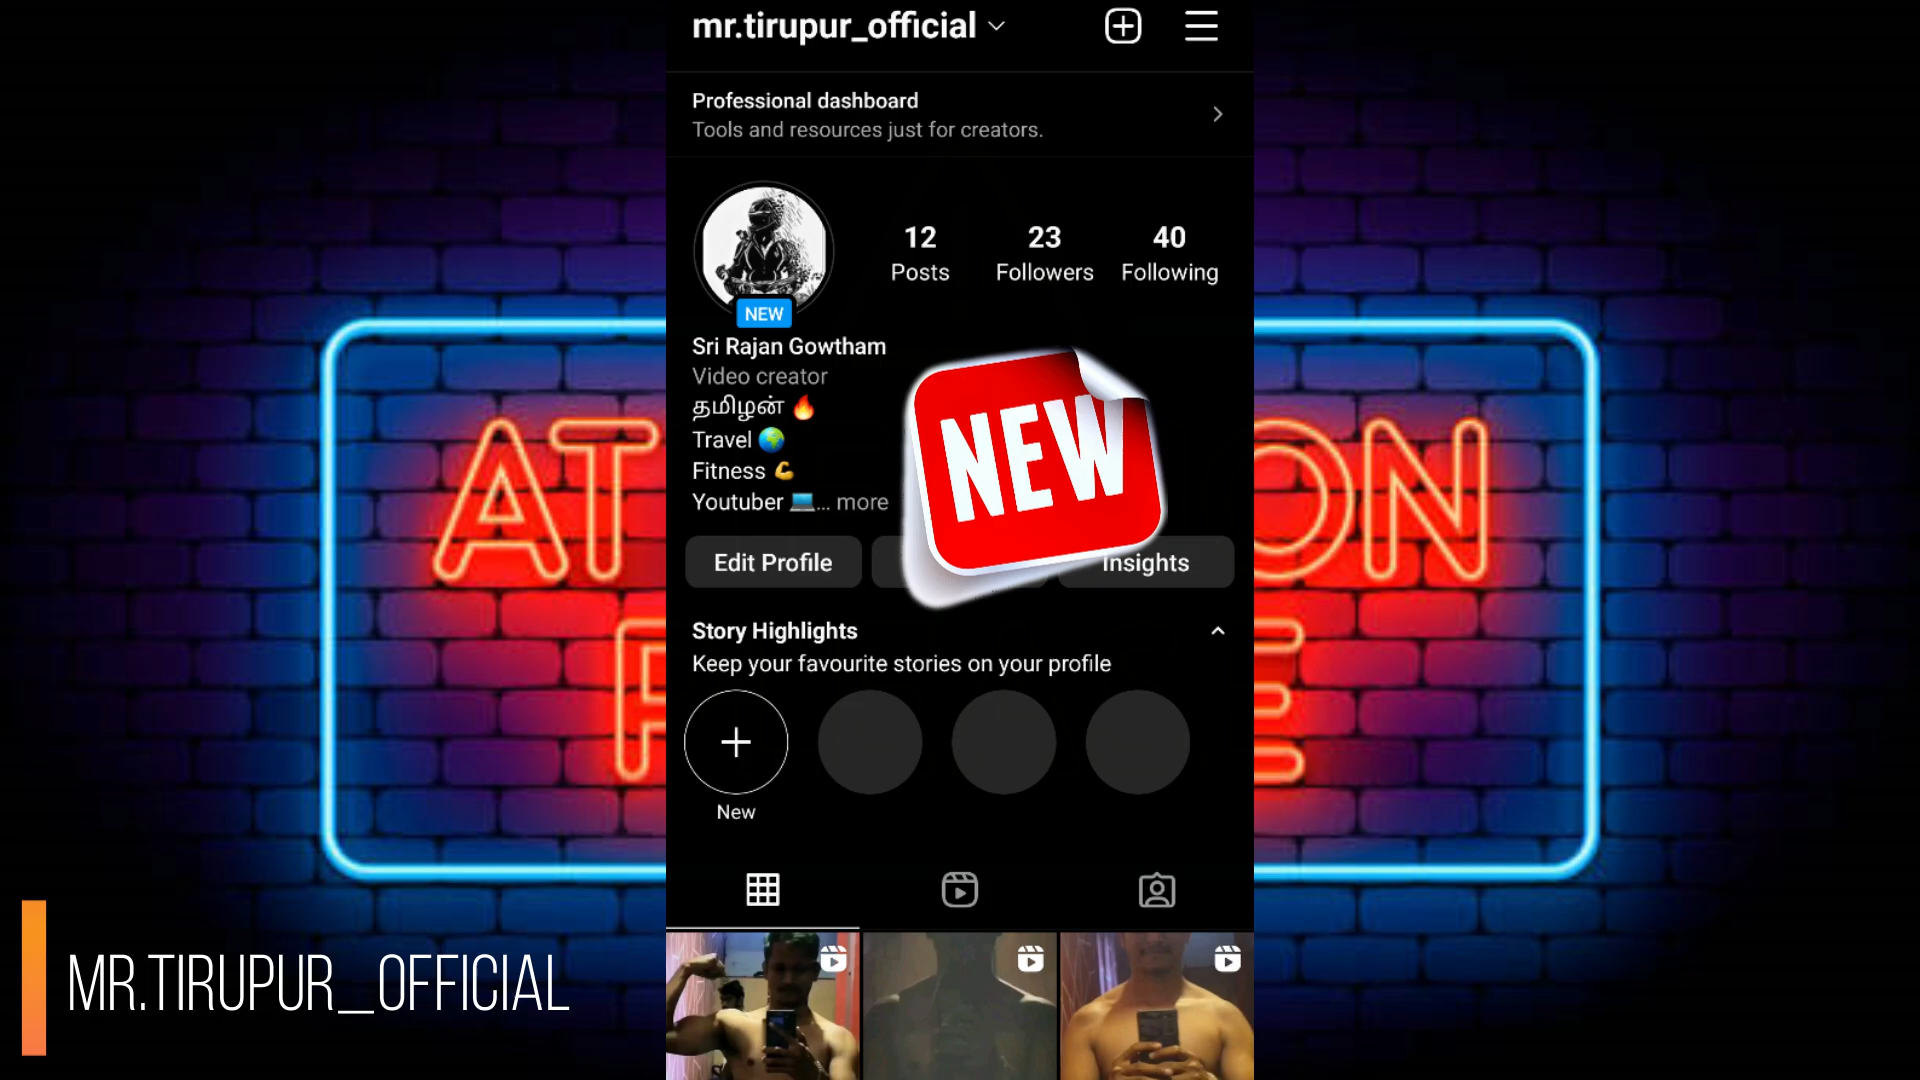 mr.tirupur_official
Professional dashboard
Tools and resources just for creators.
12
Posts
23
Followers
40
Following
NEW
Sri Rajan Gowtham
Video creator
தமிழன் 🔥
Travel 🌍
Fitness 💪
Youtuber 💻... more
NEW
Edit Profile
Insights
Story Highlights
Keep your favourite stories on your profile
New
AT
ON
MR.TIRUPUR_OFFICIAL